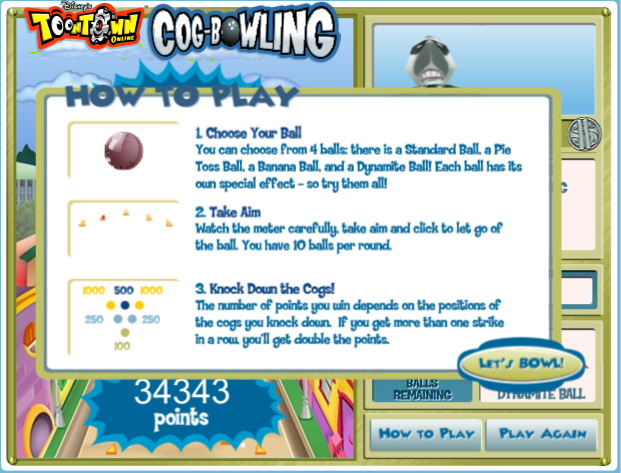 Disney's
TOONTOWN
ONLINE
COG-BOWLING
HOW TO PLAY
1. Choose Your Ball
You can choose from 4 balls: there is a Standard Ball, a Pie
Toss Ball, a Banana Ball, and a Dynamite Ball! Each ball has its
own special effect - so try them all!
2. Take Aim
Watch the meter carefully, take aim and click to let go of
the ball. You have 10 balls per round.
1000 500 1000
250 250
100
3. Knock Down the Cogs!
The number of points you win depends on the positions of
the cogs you knock down. If you get more than one strike
in a row, you'll get double the points.
LET'S BOWL!
34343
points
BALLS
REMAINING
DYNAMITE BALL
HOW TO PLAY
PLAY AGAIN